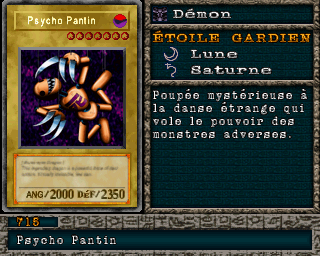 Psycho Pantin
ANG/2000 DéF/2350
Démon
ÉTOILE GARDIEN
Lune
Saturne
Poupée mystérieuse à
la danse étrange qui
vole le pouvoir des
monstres adverses.
715
Psycho Pantin